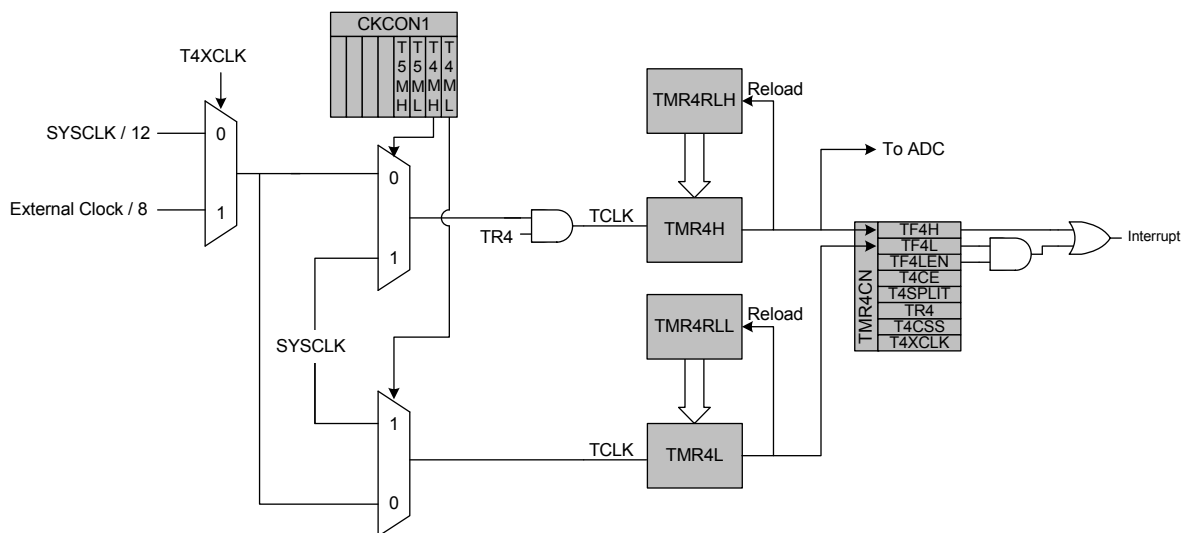 CKCON1
T5MH
T5ML
T4MH
T4ML
T4XCLK
SYSCLK / 12
0
External Clock / 8
1
0
1
SYSCLK
1
0
TR4
TCLK
TMR4RLH
Reload
TMR4H
To ADC
TMR4CN
TF4H
TF4L
TF4LEN
T4CE
T4SPLIT
TR4
T4CSS
T4XCLK
Interrupt
TMR4RLL
Reload
TCLK
TMR4L